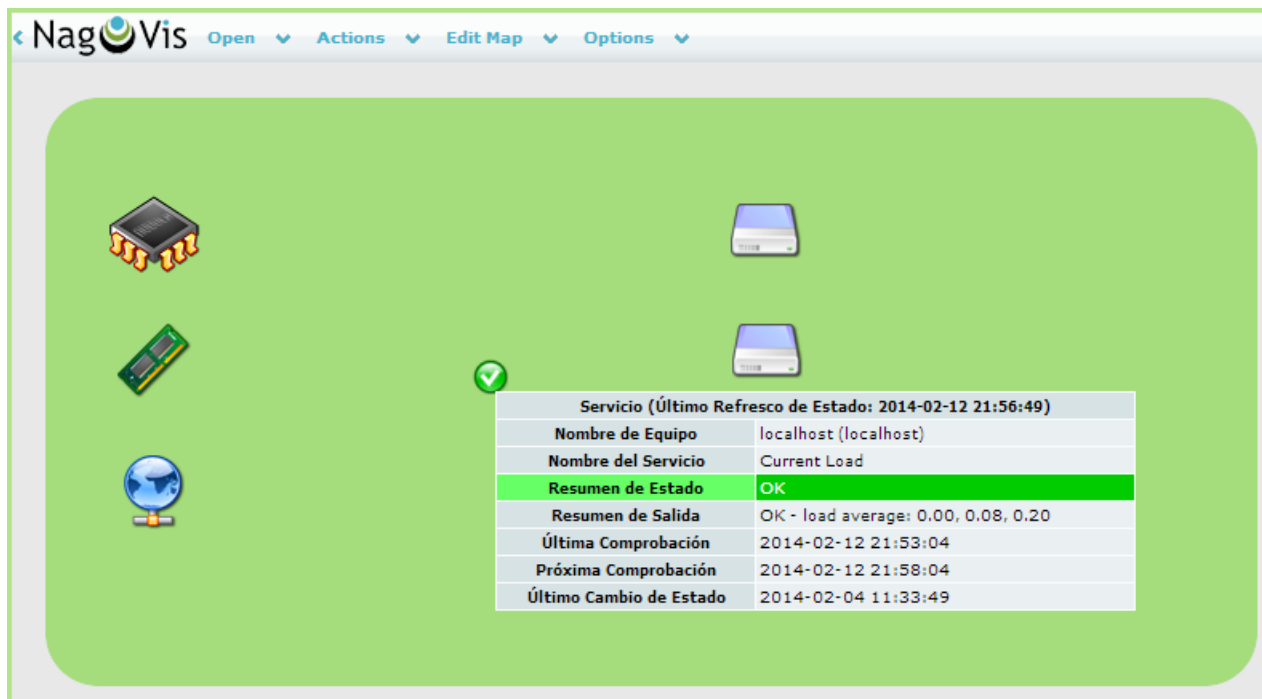 NagVis Open Actions Edit Map Options
Servicio (Último Refresco de Estado: 2014-02-12 21:56:49)
Nombre de Equipo localhost (localhost)
Nombre del Servicio Current Load
Resumen de Estado OK
Resumen de Salida OK - load average: 0.00, 0.08, 0.20
Última Comprobación 2014-02-12 21:53:04
Próxima Comprobación 2014-02-12 21:58:04
Último Cambio de Estado 2014-02-04 11:33:49